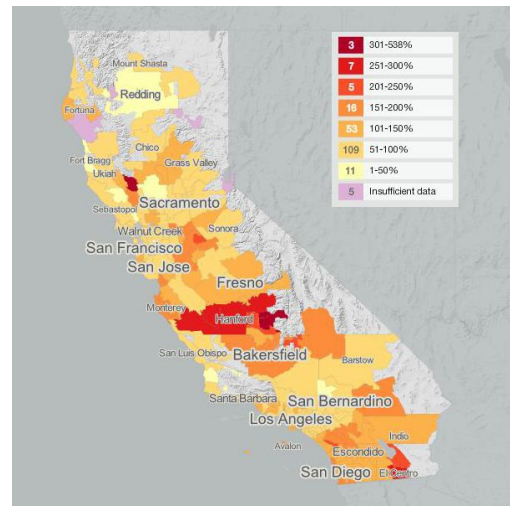 3 301-538%
7 251-300%
5 201-250%
16 151-200%
53 101-150%
109 51-100%
11 1-50%
5 Insufficient data
Mount Shasta
Redding
Fortuna
Chico
Fort Bragg
Grass Valley
Ukiah
Sacramento
Sebastopol
Walnut Creek
Sonora
San Francisco
San Jose
Fresno
Monterey
Hanford
San Luis Obispo
Bakersfield
Barstow
Santa Barbara
San Bernardino
Los Angeles
Indio
Avalon
Escondido
San Diego
El Centro